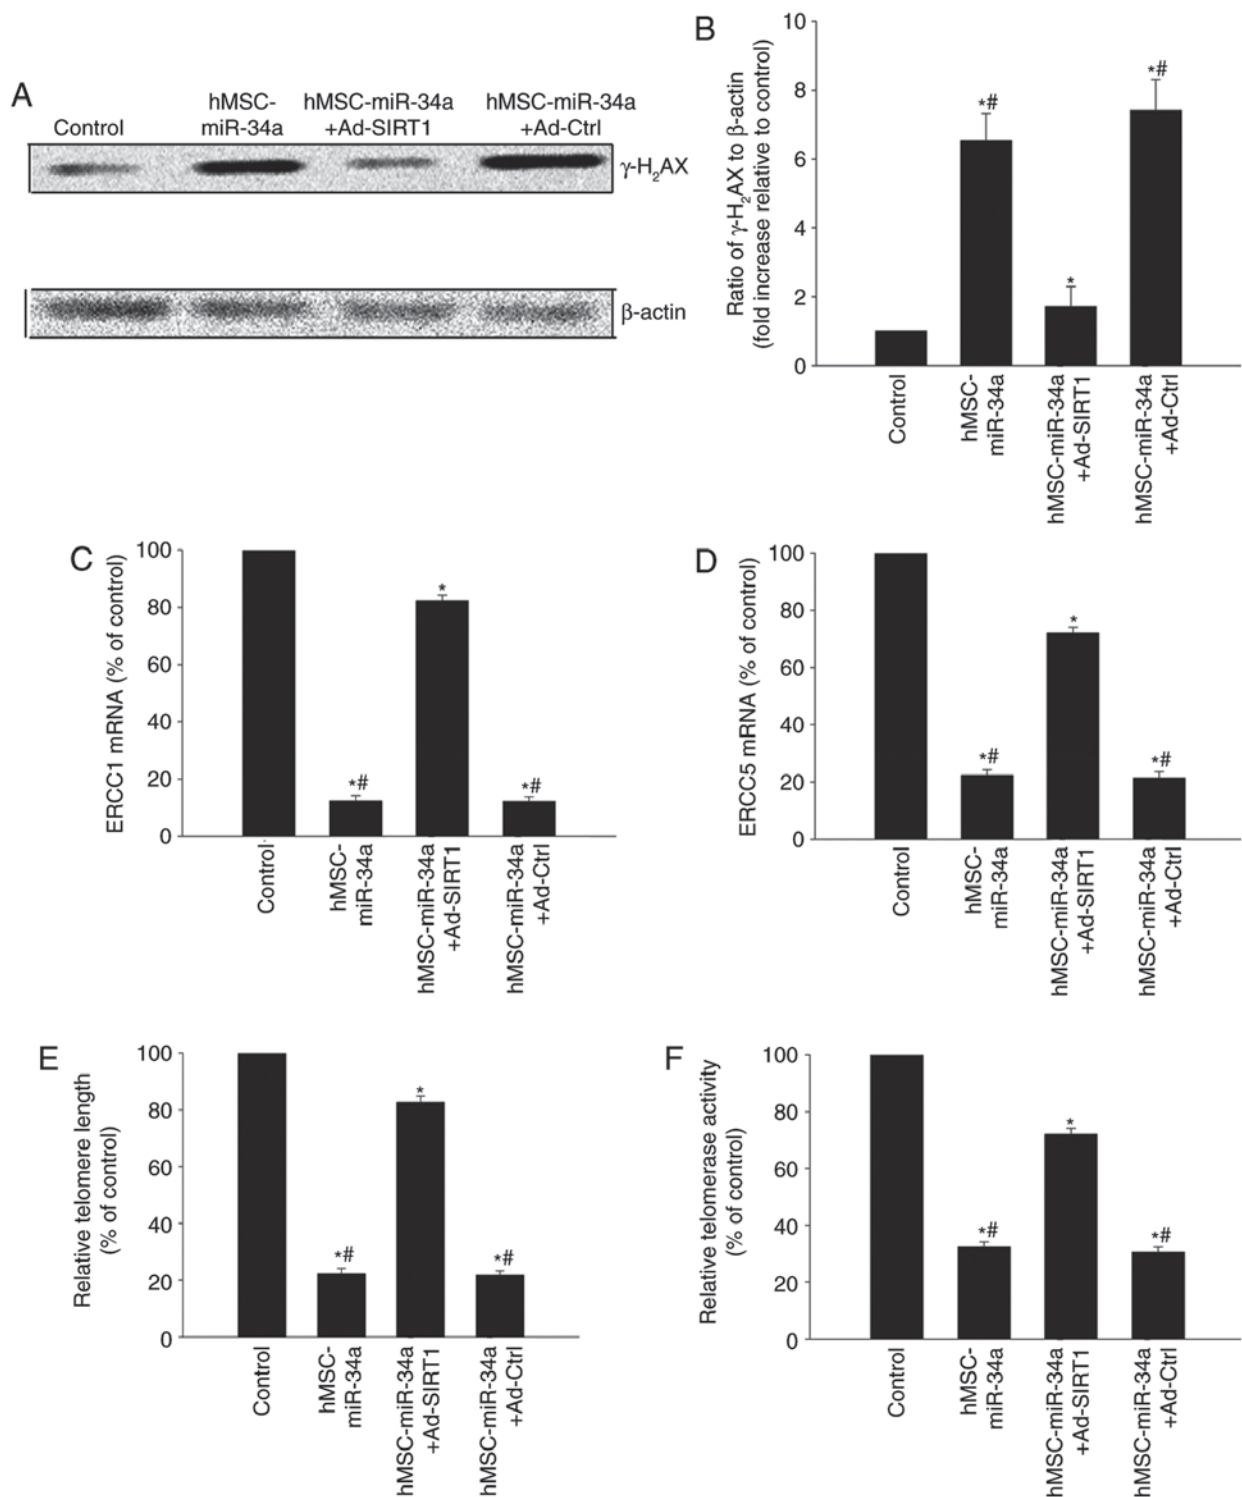 A
Control
hMSC-
miR-34a
hMSC-miR-34a
+Ad-SIRT1
hMSC-miR-34a
+Ad-Ctrl
γ-H₂AX
β-actin
B
Ratio of γ-H₂AX to β-actin
(fold increase relative to control)
10
8
6
4
2
0
*#
*
*#
Control
hMSC-
miR-34a
hMSC-miR-34a
+Ad-SIRT1
hMSC-miR-34a
+Ad-Ctrl
C
ERCC1 mRNA (% of control)
100
80
60
40
20
0
*#
*
*#
Control
hMSC-
miR-34a
hMSC-miR-34a
+Ad-SIRT1
hMSC-miR-34a
+Ad-Ctrl
D
ERCC5 mRNA (% of control)
100
80
60
40
20
0
*#
*
*#
Control
hMSC-
miR-34a
hMSC-miR-34a
+Ad-SIRT1
hMSC-miR-34a
+Ad-Ctrl
E
Relative telomere length
(% of control)
100
80
60
40
20
0
*#
*
*#
Control
hMSC-
miR-34a
hMSC-miR-34a
+Ad-SIRT1
hMSC-miR-34a
+Ad-Ctrl
F
Relative telomerase activity
(% of control)
100
80
60
40
20
0
*#
*
*#
Control
hMSC-
miR-34a
hMSC-miR-34a
+Ad-SIRT1
hMSC-miR-34a
+Ad-Ctrl